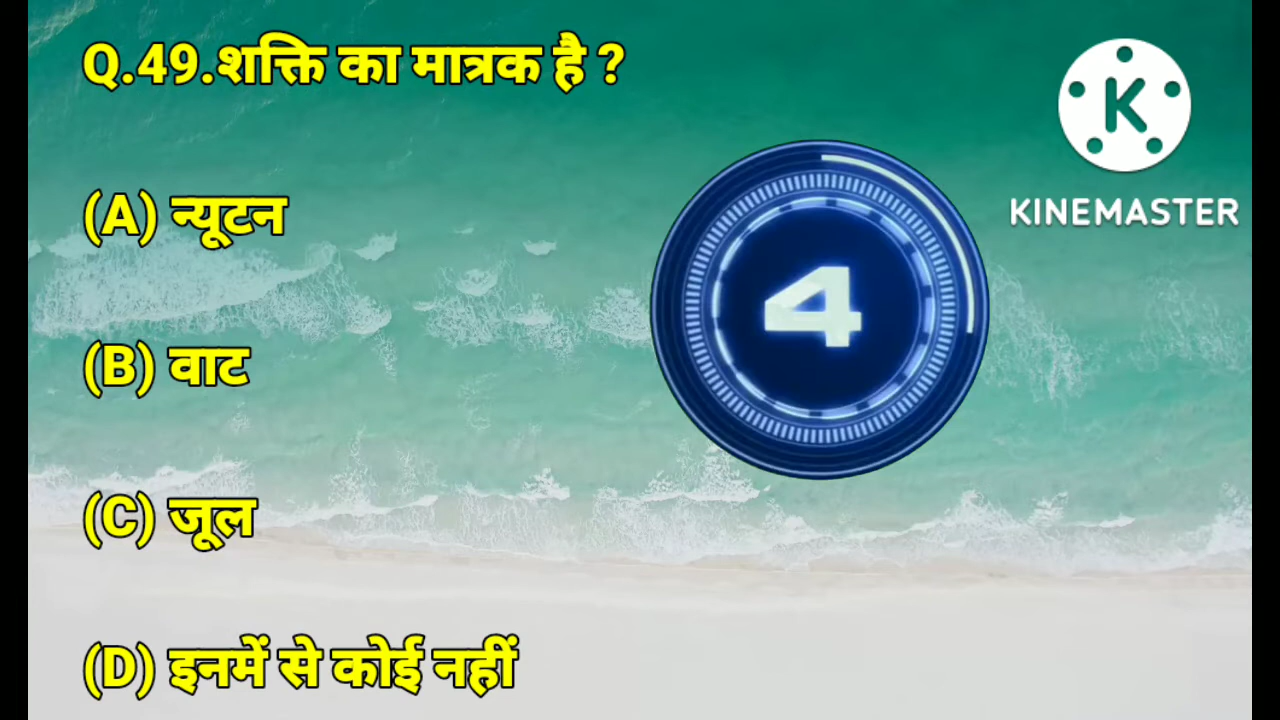 Q.49.शक्ति का मात्रक है ?
K
KINEMASTER
(A) न्यूटन
4
(B) वाट
(C) जूल
(D) इनमें से कोई नहीं